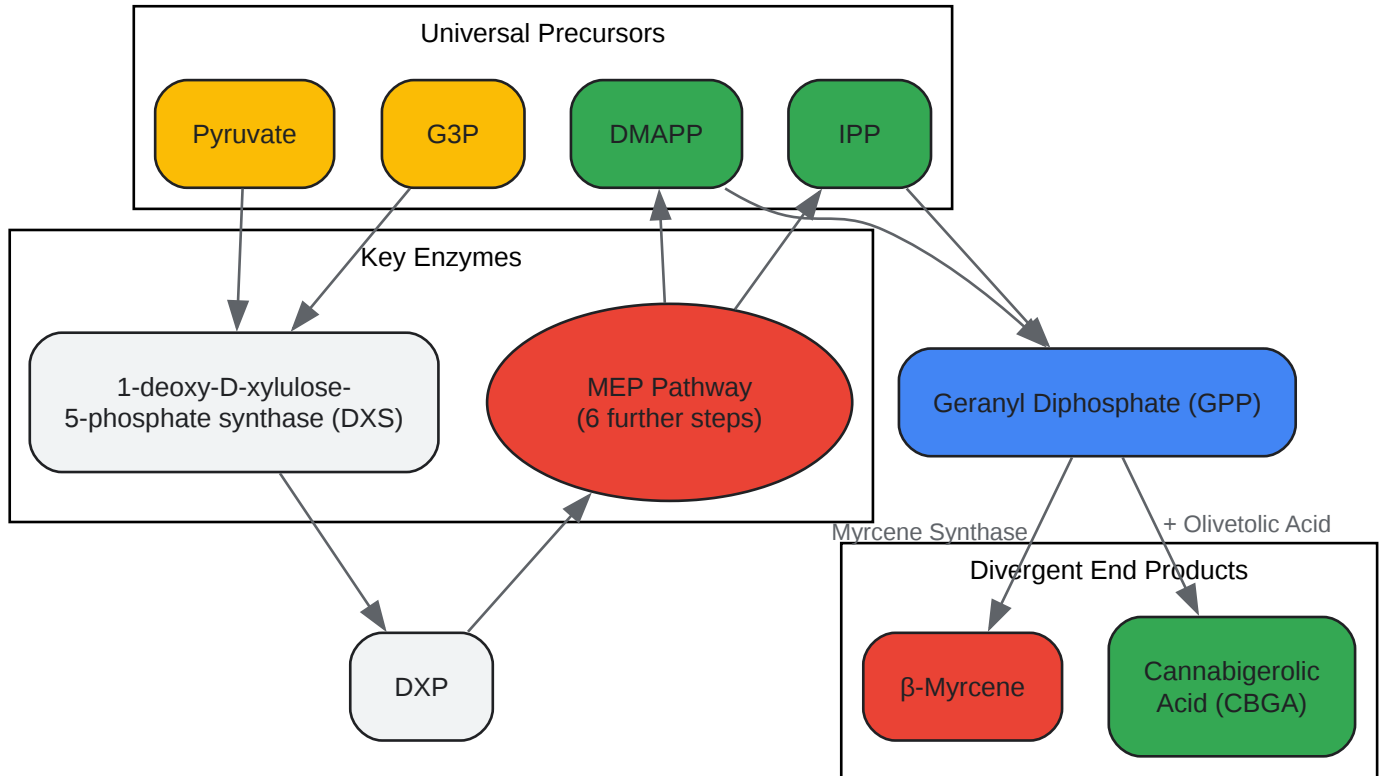 Universal Precursors
Pyruvate
G3P
DMAPP
IPP
Key Enzymes
1-deoxy-D-xylulose-
5-phosphate synthase (DXS)
MEP Pathway
(6 further steps)
Geranyl Diphosphate (GPP)
Myrcene Synthase
+ Olivetolic Acid
Divergent End Products
DXP
β-Myrcene
Cannabigerolic
Acid (CBGA)